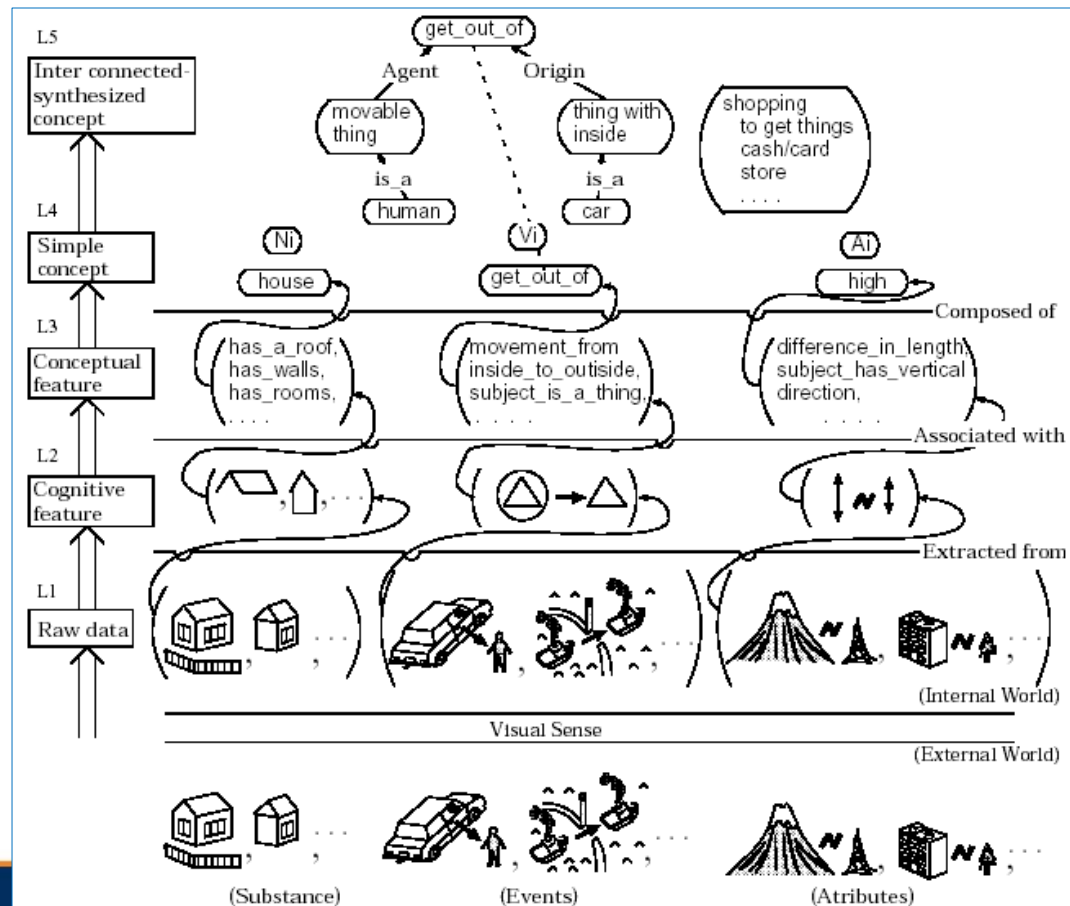 L5
Inter connected-
synthesized
concept
get_out_of
Agent
Origin
movable
thing
thing with
inside
is_a
is_a
human
car
shopping
to get things
cash/card
store
. . . .
L4
Simple
concept
Ni
Vi
Ai
house
get_out_of
high
Composed of
L3
Conceptual
feature
has_a_roof,
has_walls,
has_rooms,
. . . .
movement_from
inside_to_outiside,
subject_is_a_thing,
. . . .
difference_in_length,
subject_has_vertical
direction,
. . . .
Associated with
L2
Cognitive
feature
, , . . .
Extracted from
L1
Raw data
, , . . .
, , . . .
, , . . .
(Internal World)
Visual Sense
(External World)
, , . . .
, , . . .
, , . . .
(Substance)
(Events)
(Atributes)